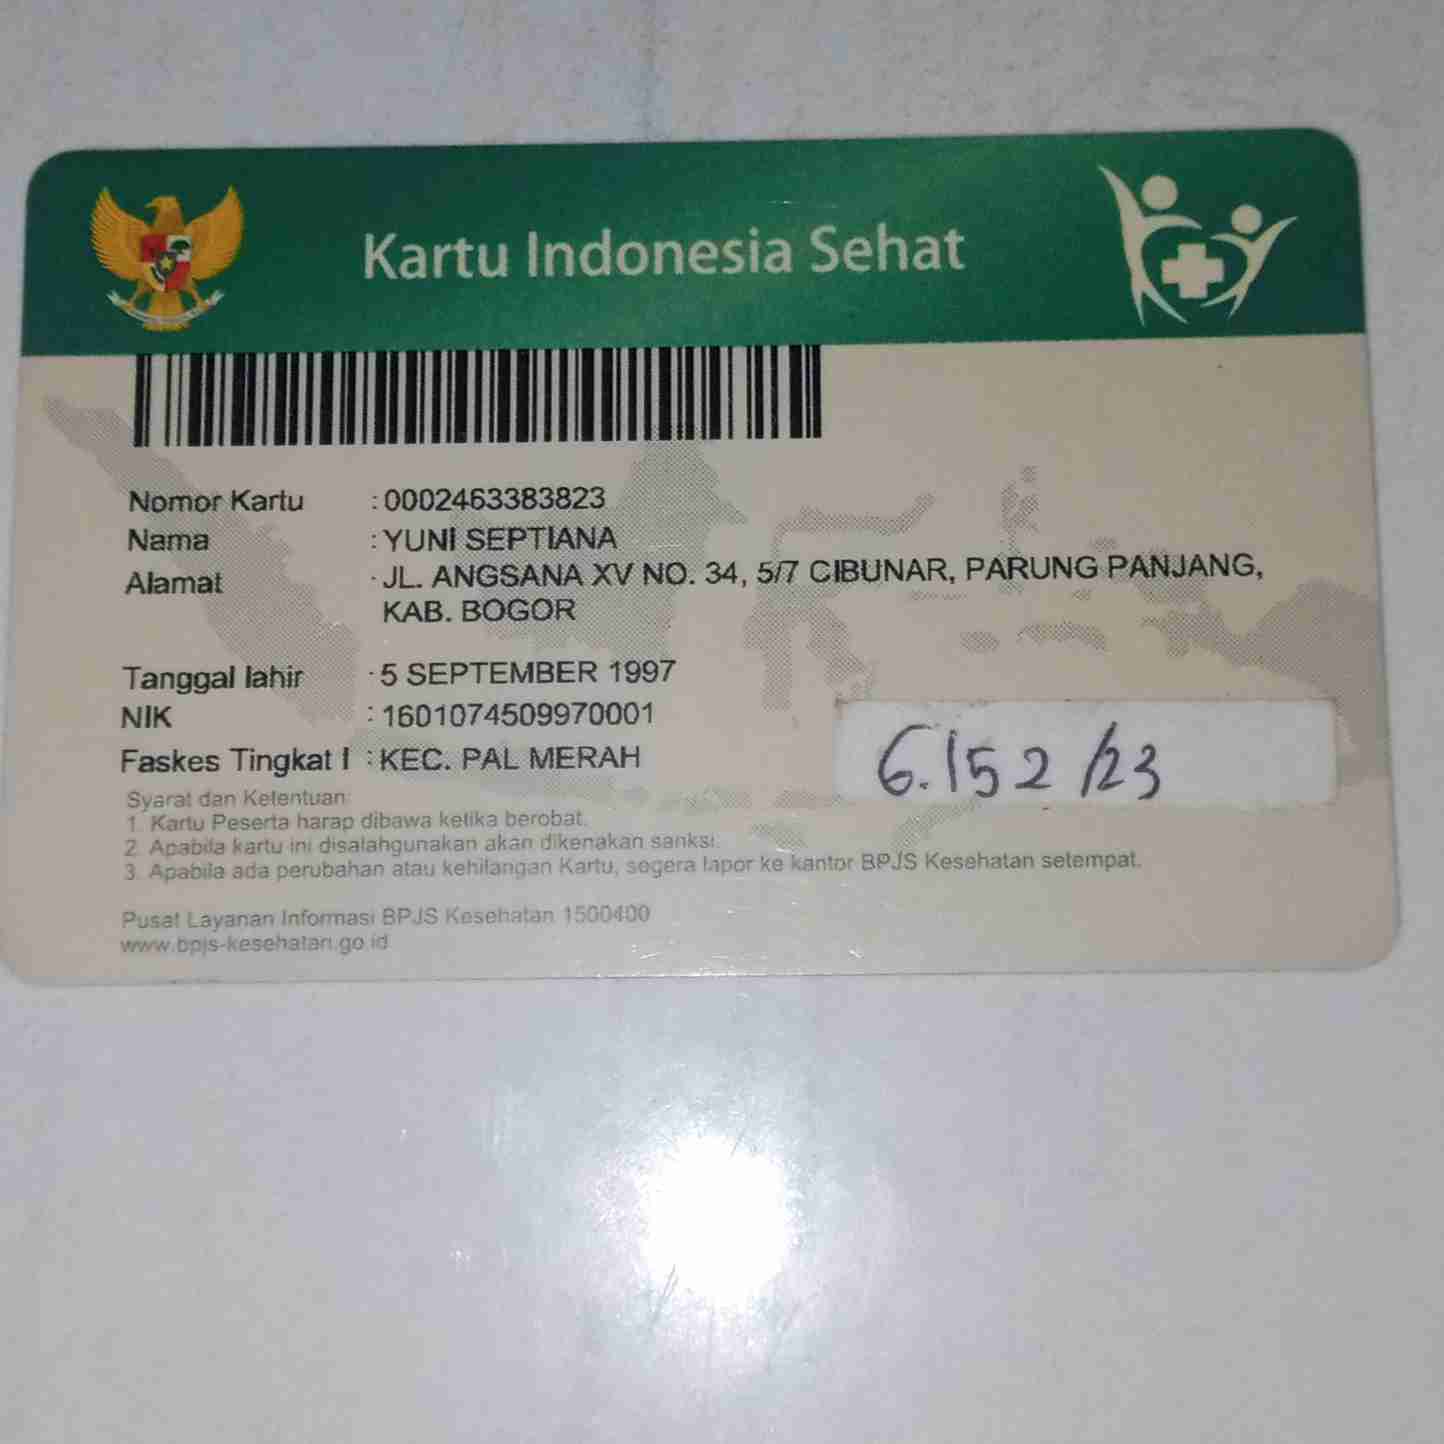 Kartu Indonesia Sehat
Nomor Kartu : 0002463383823
Nama : YUNI SEPTIANA
Alamat : JL. ANGSANA XV NO. 34, 5/7 CIBUNAR, PARUNG PANJANG,
KAB. BOGOR
Tanggal lahir : 5 SEPTEMBER 1997
NIK : 1601074509970001
Faskes Tingkat I : KEC. PAL MERAH
6.152/23
Syarat dan Ketentuan:
1. Kartu Peserta harap dibawa ketika berobat.
2. Apabila kartu ini disalahgunakan akan dikenakan sanksi.
3. Apabila ada perubahan atau kehilangan Kartu, segera lapor ke kantor BPJS Kesehatan setempat.
Pusat Layanan Informasi BPJS Kesehatan 1500400
www.bpjs-kesehatan.go.id